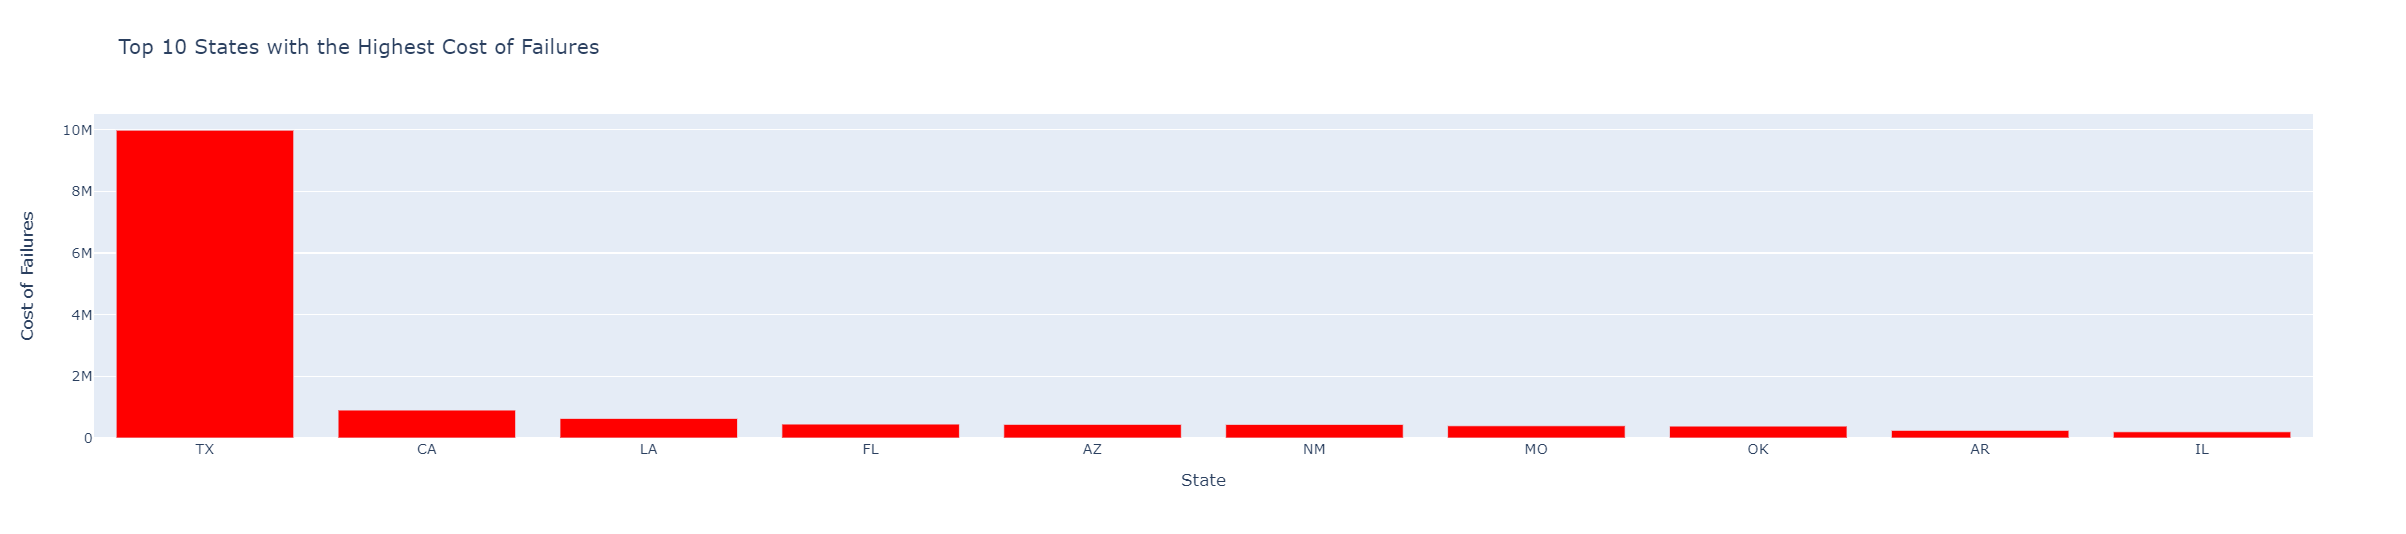 Top 10 States with the Highest Cost of Failures
Cost of Failures
10M
8M
6M
4M
2M
0
TX CA LA FL AZ NM MO OK AR IL
State